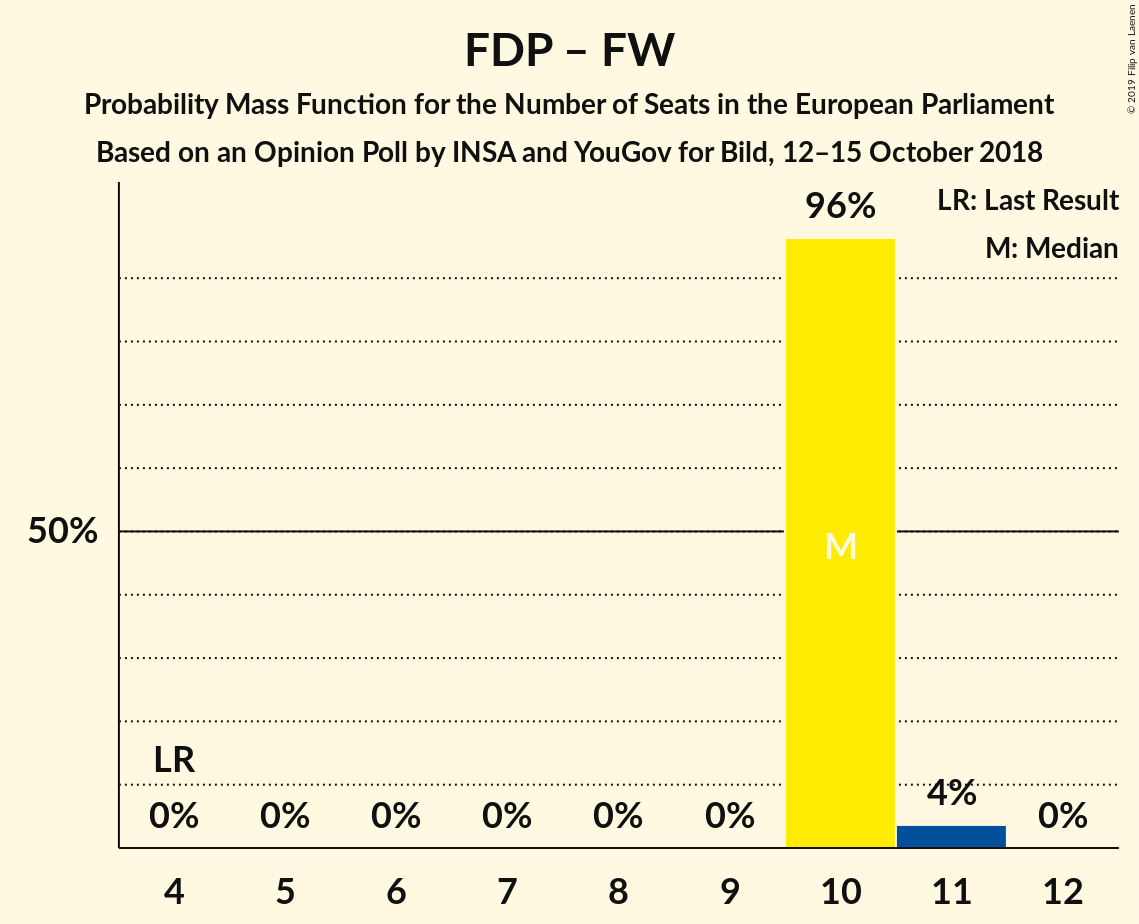 FDP – FW
Probability Mass Function for the Number of Seats in the European Parliament
Based on an Opinion Poll by INSA and YouGov for Bild, 12–15 October 2018
© 2019 Filip van Laenen
LR: Last Result
M: Median
96%
50%
M
LR
0% 0% 0% 0% 0% 0% 4% 0%
4 5 6 7 8 9 10 11 12